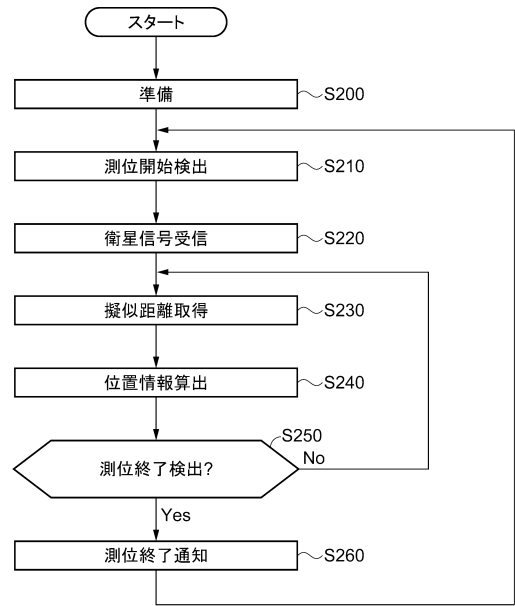 スタート
準備
S200
測位開始検出
S210
衛星信号受信
S220
擬似距離取得
S230
位置情報算出
S240
S250
測位終了検出?
No
Yes
測位終了通知
S260